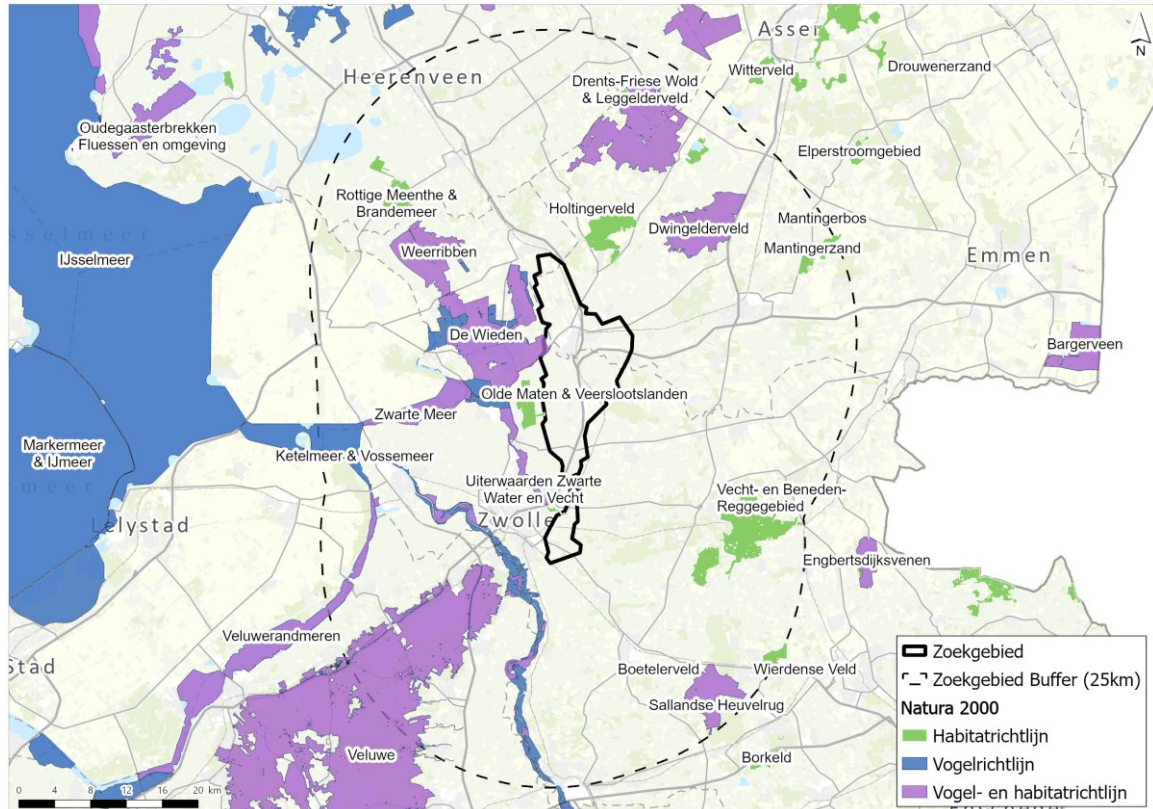 Assen
Heerenveen
Witterveld
Drouwenerzand
Drents-Friese Wold
& Leggelderveld
Oudegaasterbrekken
, Fluessen en omgeving
Elperstroomgebied
Rottige Meenthe &
Brandemeer
Holtingerveld
Mantingerbos
Dwingelderveld
Mantingerzand
Weerribben
Emmen
IJsselmeer
De Wieden
Bargerveen
Olde Maten & Veerslootslanden
Zwarte Meer
Markermeer
& IJmeer
Ketelmeer & Vossemeer
Uiterwaarden Zwarte
Water en Vecht
Vecht- en Beneden-
Reggegebied
Lelystad
Zwolle
Engbertsdijksvenen
Veluwerandmeren
Stad
Boetelerveld
Wierdense Veld
Sallandse Heuvelrug
Veluwe
Borkeld
N
Zoekgebied
Zoekgebied Buffer (25km)
Natura 2000
Habitatrichtlijn
Vogelrichtlijn
Vogel- en habitatrichtlijn
0 4 8 12 16 20 km